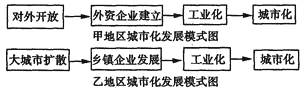 对外开放 外资企业建立 工业化 城市化
甲地区城市化发展模式图
大城市扩散 乡镇企业发展 工业化 城市化
乙地区城市化发展模式图